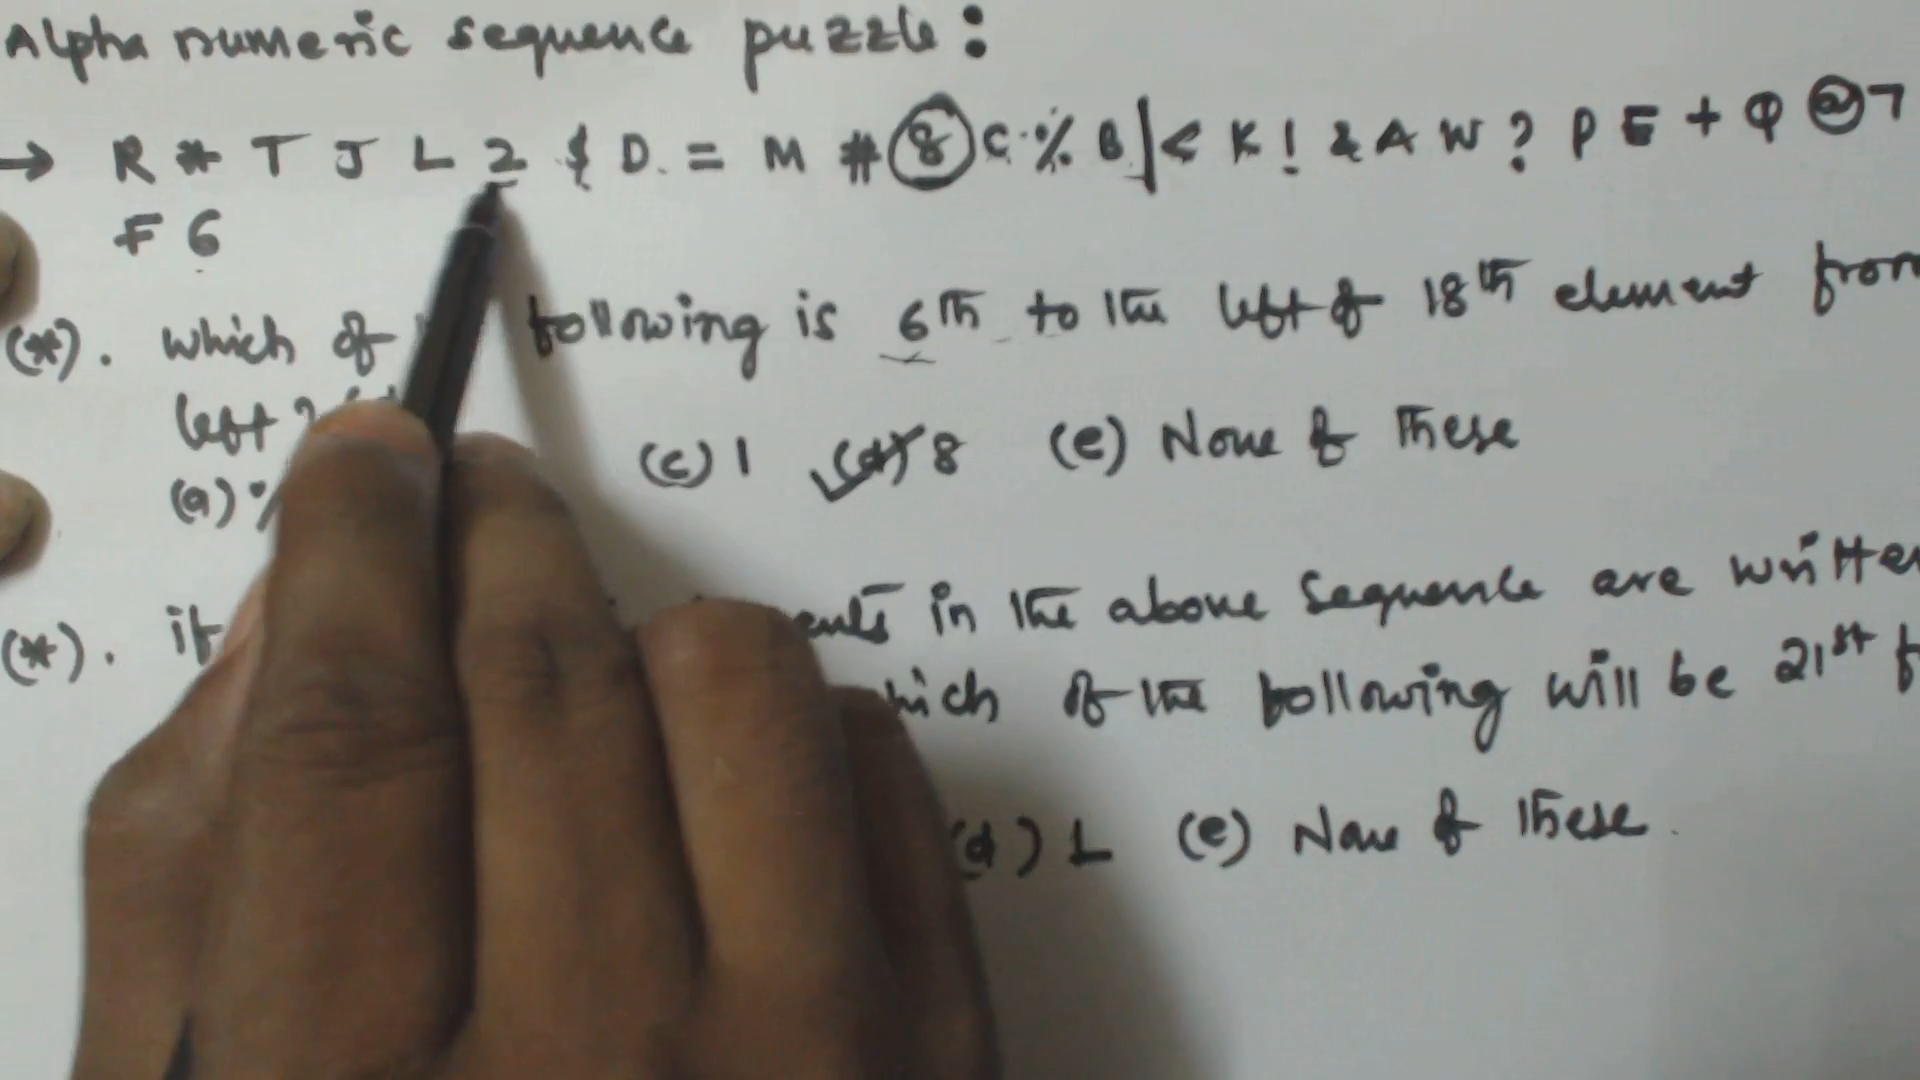 Alpha numeric sequence puzzle:
→ R * T J L 2 $ D = M # 8 C % B | < K ! & A W ? P E + Q @ 7
F 6
(*). which of following is 6th to the left of 18th element from
left ?
(a) % (c) 1 (d) 8 (e) None of these
(*). if in the above sequence are written
which of the following will be 21st
(d) L (e) None of these.